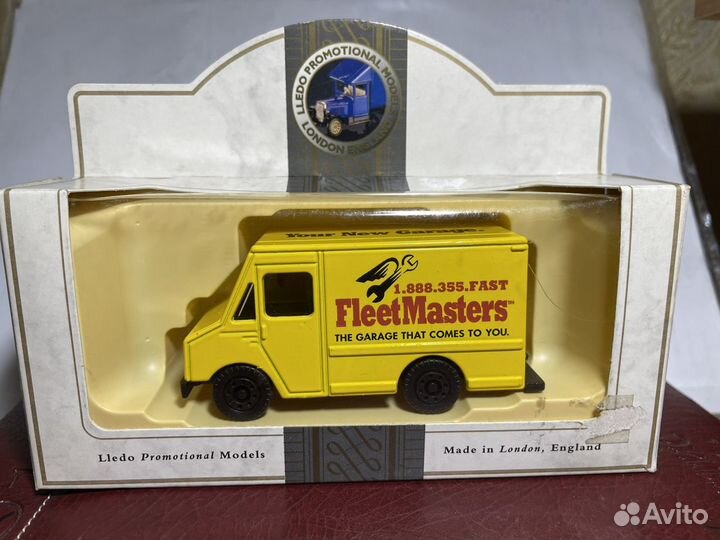 LLEDO PROMOTIONAL MODELS
LONDON ENGLAND
Your New Garage.
1.888.355.FAST
FleetMasters™
THE GARAGE THAT COMES TO YOU.
Lledo Promotional Models
Made in London, England
Avito